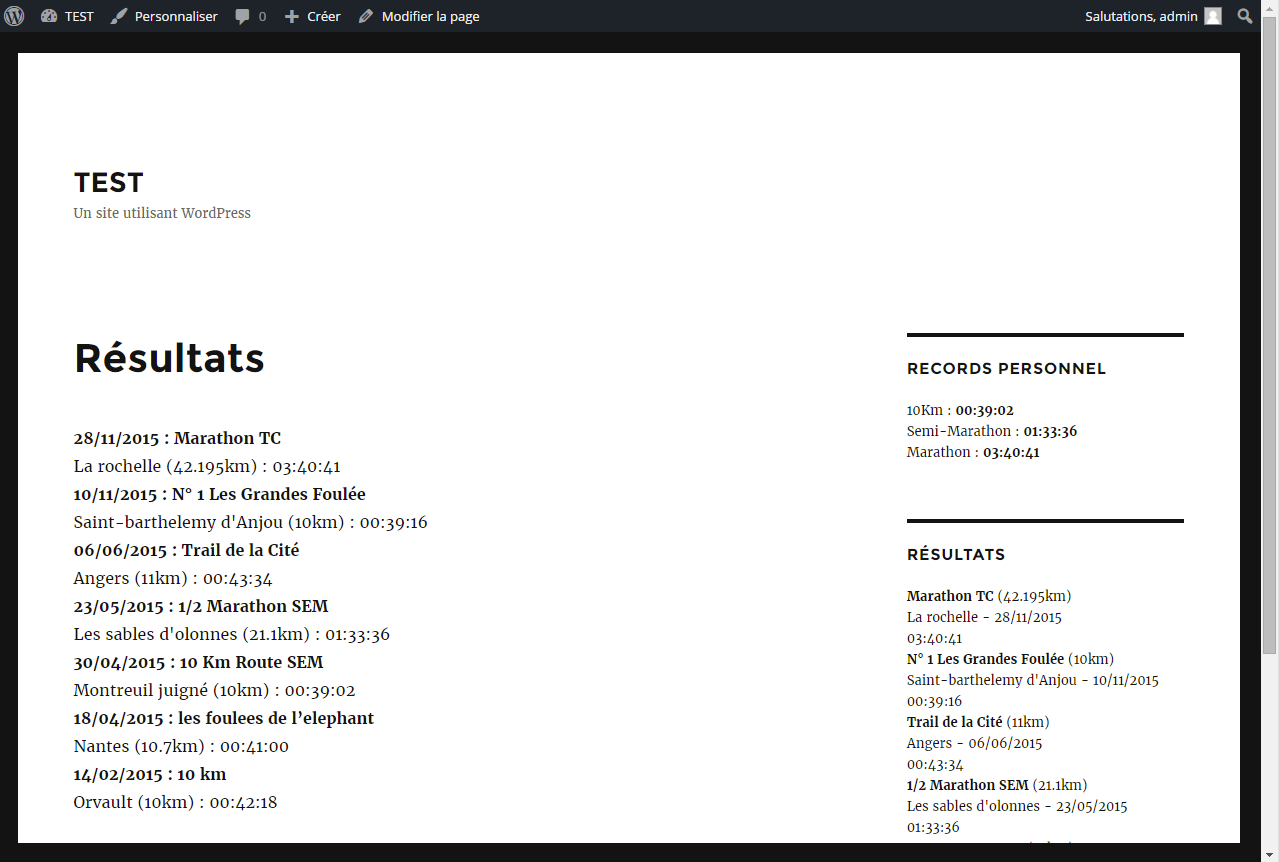 TEST Personnaliser 0 Créer Modifier la page Salutations, admin
TEST
Un site utilisant WordPress
Résultats
28/11/2015 : Marathon TC
La rochelle (42.195km) : 03:40:41
10/11/2015 : N° 1 Les Grandes Foulée
Saint-barthelemy d'Anjou (10km) : 00:39:16
06/06/2015 : Trail de la Cité
Angers (11km) : 00:43:34
23/05/2015 : 1/2 Marathon SEM
Les sables d'olonnes (21.1km) : 01:33:36
30/04/2015 : 10 Km Route SEM
Montreuil juigné (10km) : 00:39:02
18/04/2015 : les foulees de l’elephant
Nantes (10.7km) : 00:41:00
14/02/2015 : 10 km
Orvault (10km) : 00:42:18
RECORDS PERSONNEL
10Km : 00:39:02
Semi-Marathon : 01:33:36
Marathon : 03:40:41
RÉSULTATS
Marathon TC (42.195km)
La rochelle - 28/11/2015
03:40:41
N° 1 Les Grandes Foulée (10km)
Saint-barthelemy d'Anjou - 10/11/2015
00:39:16
Trail de la Cité (11km)
Angers - 06/06/2015
00:43:34
1/2 Marathon SEM (21.1km)
Les sables d'olonnes - 23/05/2015
01:33:36